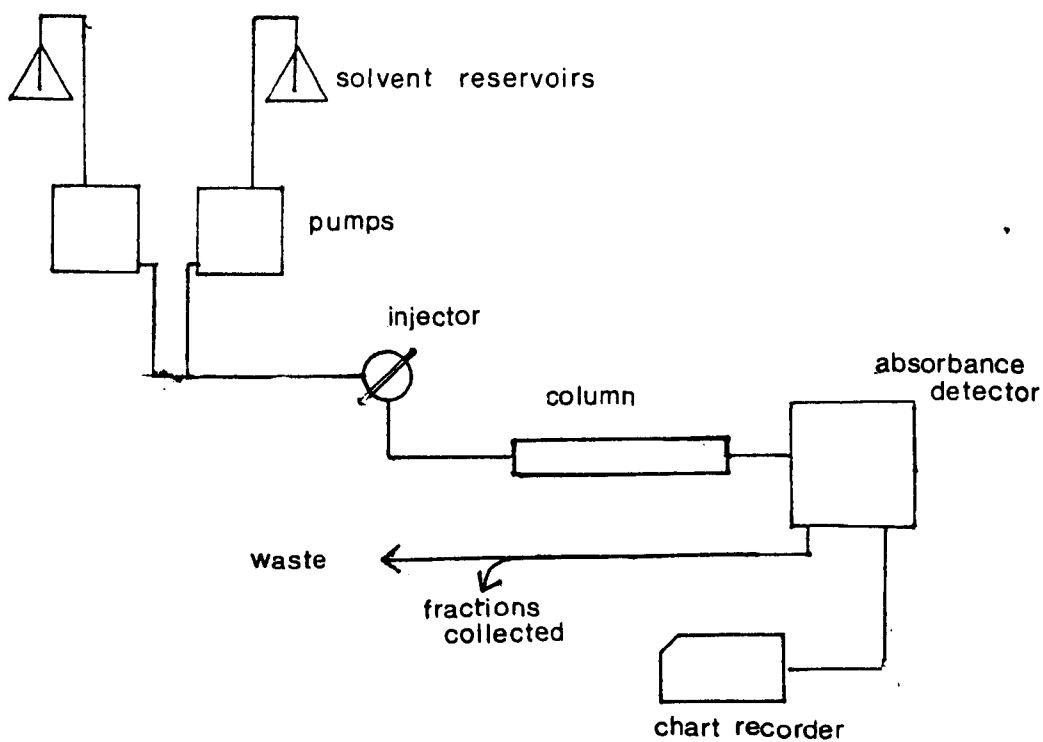 solvent reservoirs
pumps
injector
absorbance
detector
column
waste
fractions
collected
chart recorder